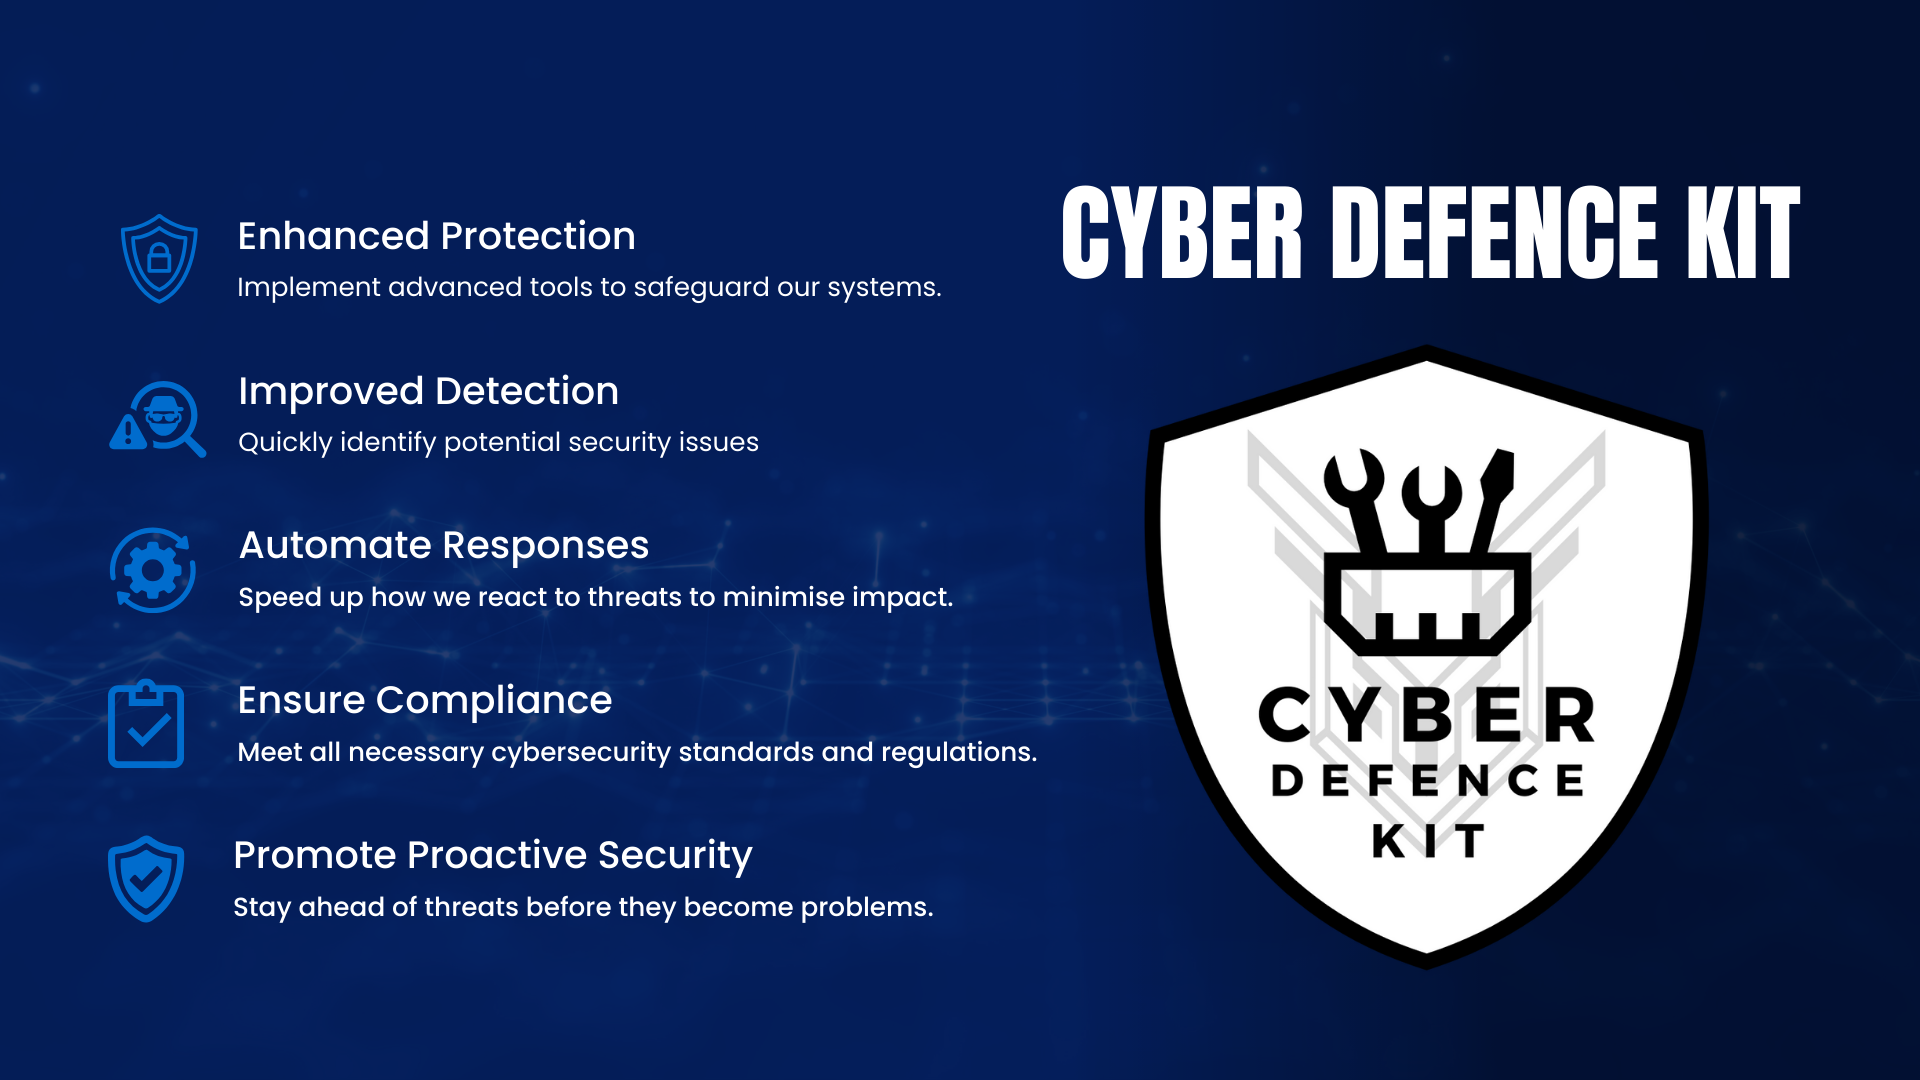 Enhanced Protection
Implement advanced tools to safeguard our systems.
Improved Detection
Quickly identify potential security issues
Automate Responses
Speed up how we react to threats to minimise impact.
Ensure Compliance
Meet all necessary cybersecurity standards and regulations.
Promote Proactive Security
Stay ahead of threats before they become problems.
CYBER DEFENCE KIT
CYBER
DEFENCE
KIT